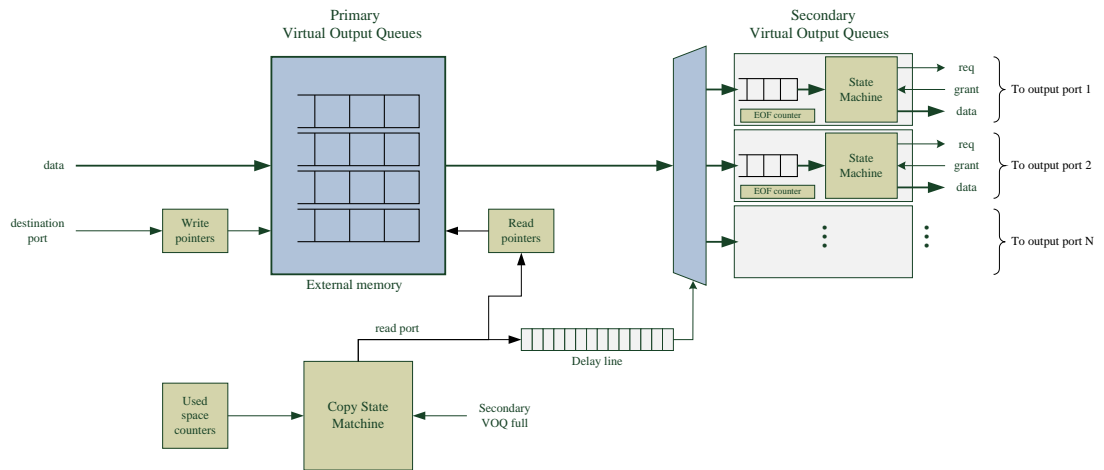 Primary
Virtual Output Queues
Secondary
Virtual Output Queues
State
Machine
EOF counter
req
grant
data
To output port 1
State
Machine
EOF counter
req
grant
data
To output port 2
To output port N
data
destination
port
Write
pointers
Read
pointers
External memory
read port
Delay line
Used
space
counters
Copy State
Matchine
Secondary
VOQ full